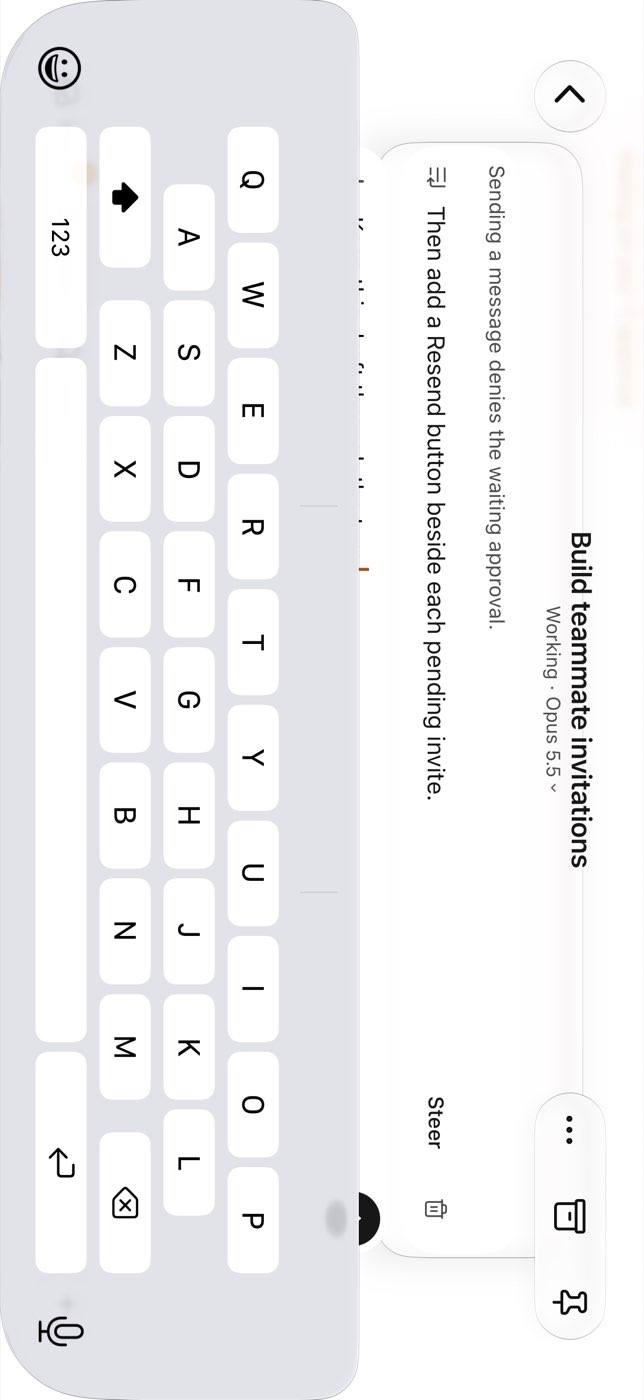 Build teammate invitations
Working · Opus 5.5
Sending a message denies the waiting approval.
Then add a Resend button beside each pending invite.
Steer
Q W E R T Y U I O P
A S D F G H J K L
Z X C V B N M
123